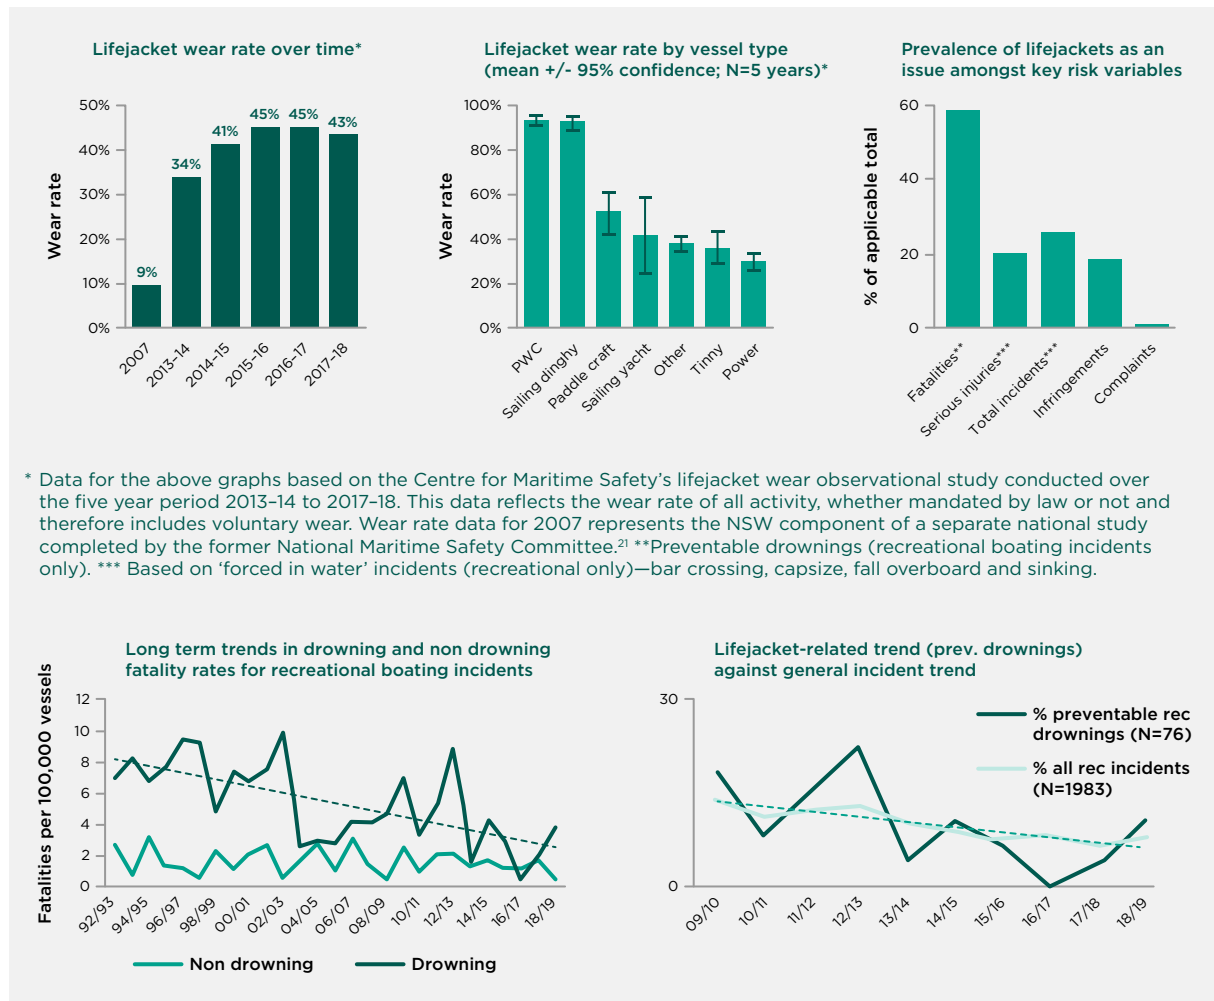 Lifejacket wear rate over time*
50%
40%
30%
20%
10%
0%
Wear rate
9%
34%
41%
45%
45%
43%
2007
2013–14
2014–15
2015–16
2016–17
2017–18
Lifejacket wear rate by vessel type
(mean +/- 95% confidence; N=5 years)*
100%
80%
60%
40%
20%
0%
Wear rate
PWC
Sailing dinghy
Paddle craft
Sailing yacht
Other
Tinny
Power
Prevalence of lifejackets as an
issue amongst key risk variables
60
40
20
0
% of applicable total
Fatalities**
Serious injuries***
Total incidents***
Infringements
Complaints
* Data for the above graphs based on the Centre for Maritime Safety’s lifejacket wear observational study conducted over
the five year period 2013–14 to 2017–18. This data reflects the wear rate of all activity, whether mandated by law or not and
therefore includes voluntary wear. Wear rate data for 2007 represents the NSW component of a separate national study
completed by the former National Maritime Safety Committee.²¹ **Preventable drownings (recreational boating incidents
only). *** Based on ‘forced in water’ incidents (recreational only)—bar crossing, capsize, fall overboard and sinking.
Long term trends in drowning and non drowning
fatality rates for recreational boating incidents
Fatalities per 100,000 vessels
12
10
8
6
4
2
0
92/93
94/95
96/97
98/99
00/01
02/03
04/05
06/07
08/09
10/11
12/13
14/15
16/17
18/19
Non drowning
Drowning
Lifejacket-related trend (prev. drownings)
against general incident trend
30
0
% preventable rec
drownings (N=76)
% all rec incidents
(N=1983)
09/10
10/11
11/12
12/13
13/14
14/15
15/16
16/17
17/18
18/19